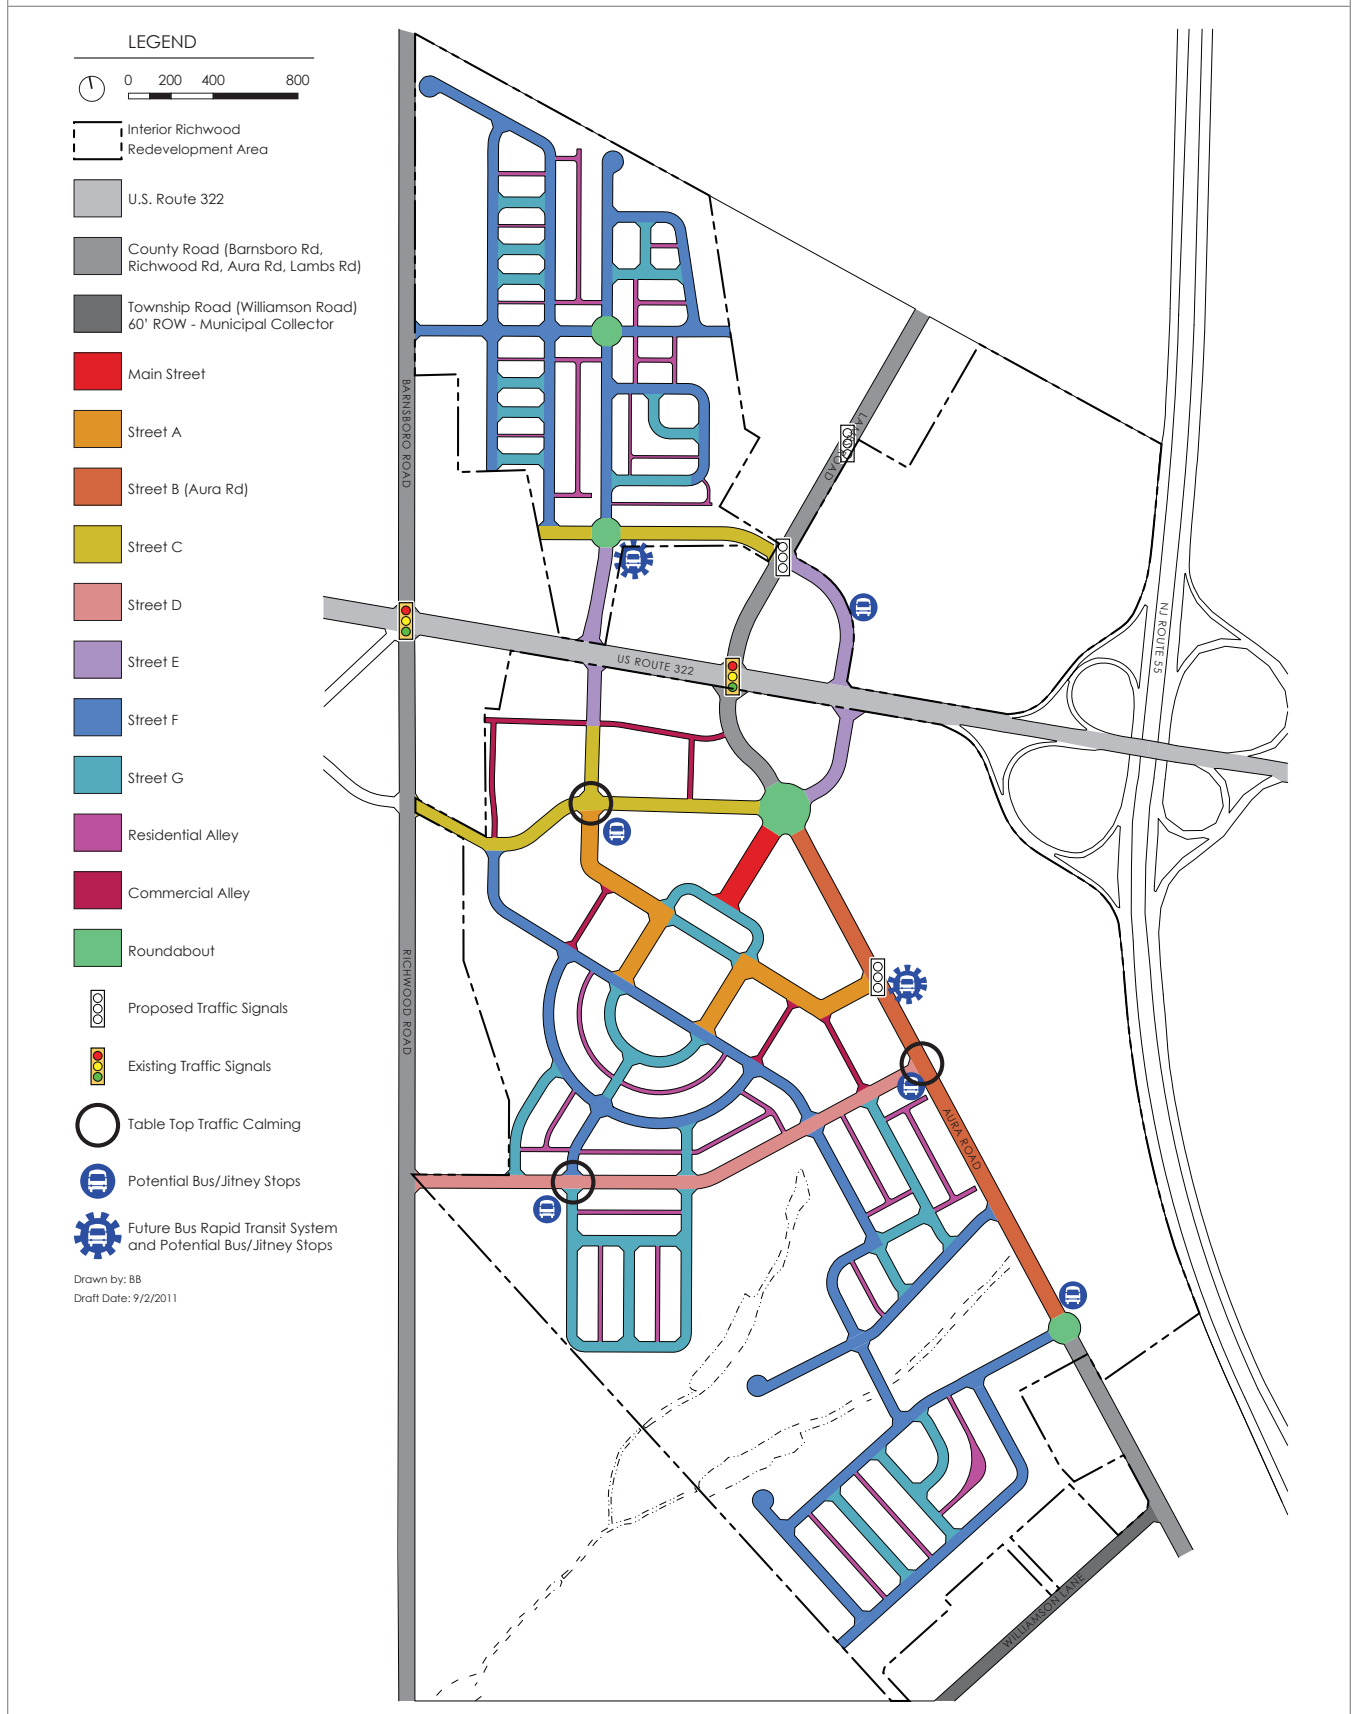 LEGEND
0 200 400 800
Interior Richwood
Redevelopment Area
U.S. Route 322
County Road (Barnsboro Rd,
Richwood Rd, Aura Rd, Lambs Rd)
Township Road (Williamson Road)
60' ROW - Municipal Collector
Main Street
Street A
Street B (Aura Rd)
Street C
Street D
Street E
Street F
Street G
Residential Alley
Commercial Alley
Roundabout
Proposed Traffic Signals
Existing Traffic Signals
Table Top Traffic Calming
Potential Bus/Jitney Stops
Future Bus Rapid Transit System
and Potential Bus/Jitney Stops
Drawn by: BB
Draft Date: 9/2/2011
BARNSBORO ROAD
ROAD
NJ ROUTE 55
US ROUTE 322
RICHWOOD ROAD
AURA ROAD
WILLIAMSON LANE